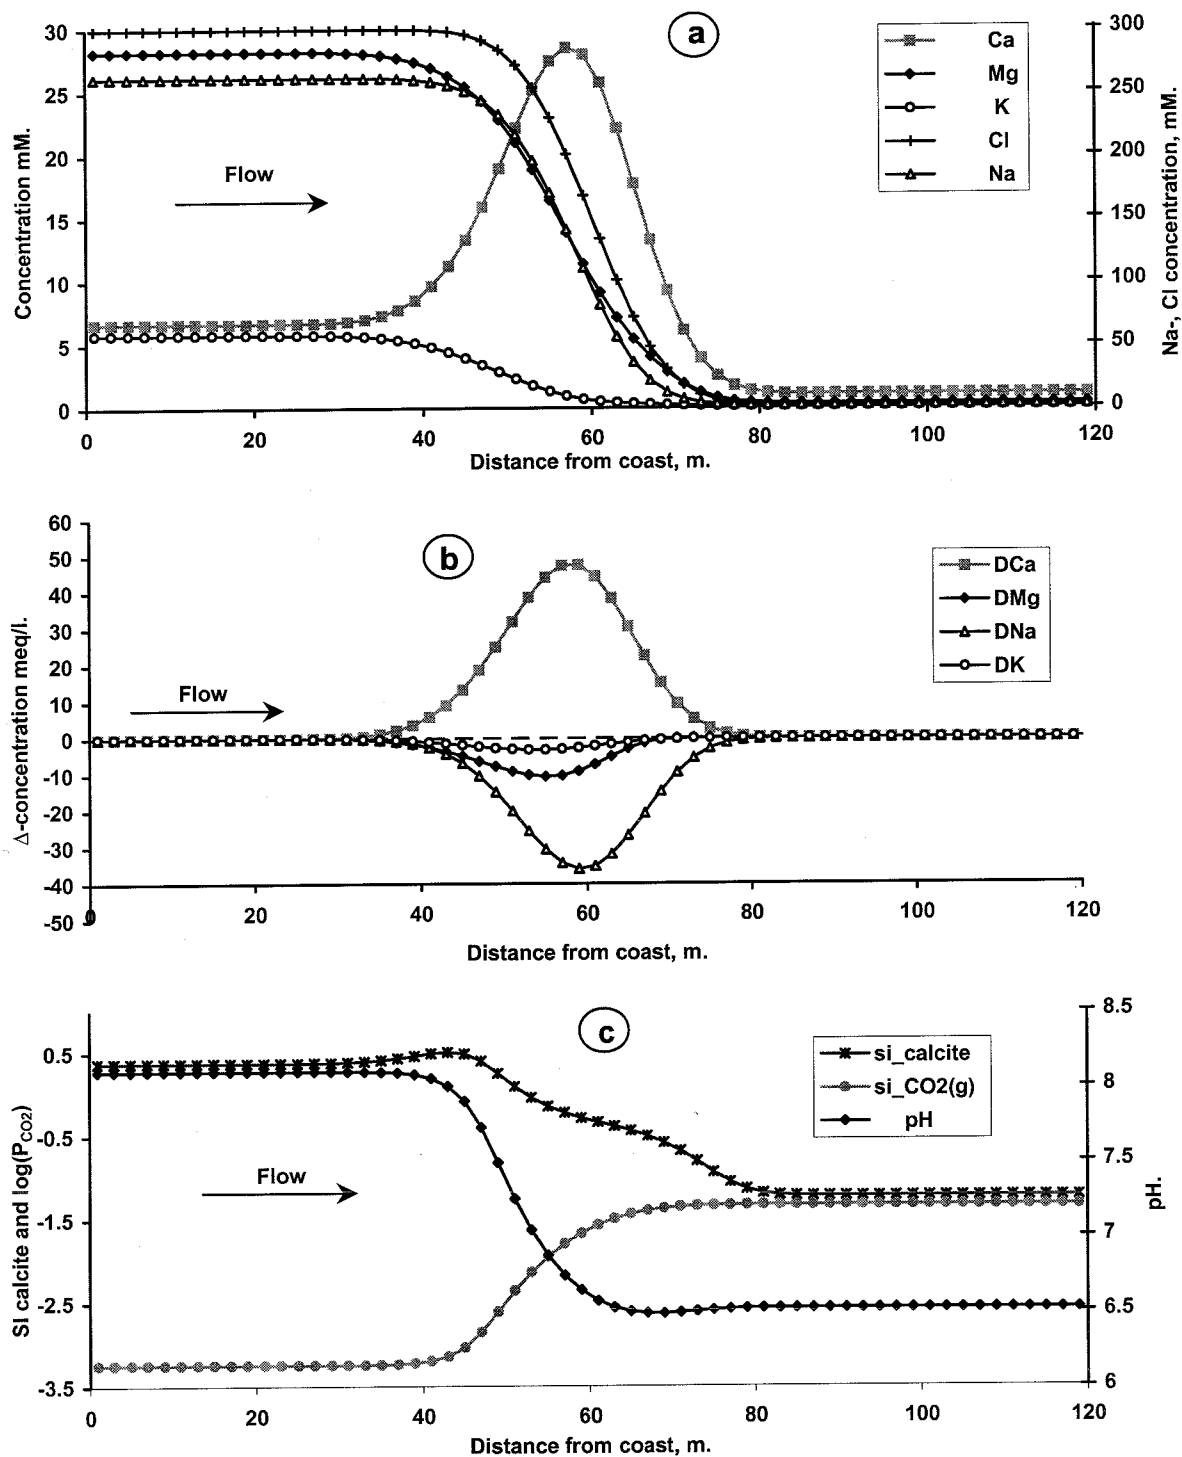 a
30
25
20
15
10
5
0
Concentration mM.
300
250
200
150
100
50
0
Na-, Cl concentration, mM.
Ca
Mg
K
Cl
Na
Flow
0 20 40 60 80 100 120
Distance from coast, m.
b
60
50
40
30
20
10
0
-10
-20
-30
-40
-50
Δ-concentration meq/l.
DCa
DMg
DNa
DK
Flow
0 20 40 60 80 100 120
Distance from coast, m.
c
0.5
-0.5
-1.5
-2.5
-3.5
SI calcite and log(PCO2)
8.5
8
7.5
7
6.5
6
pH.
si_calcite
si_CO2(g)
pH
Flow
0 20 40 60 80 100 120
Distance from coast, m.